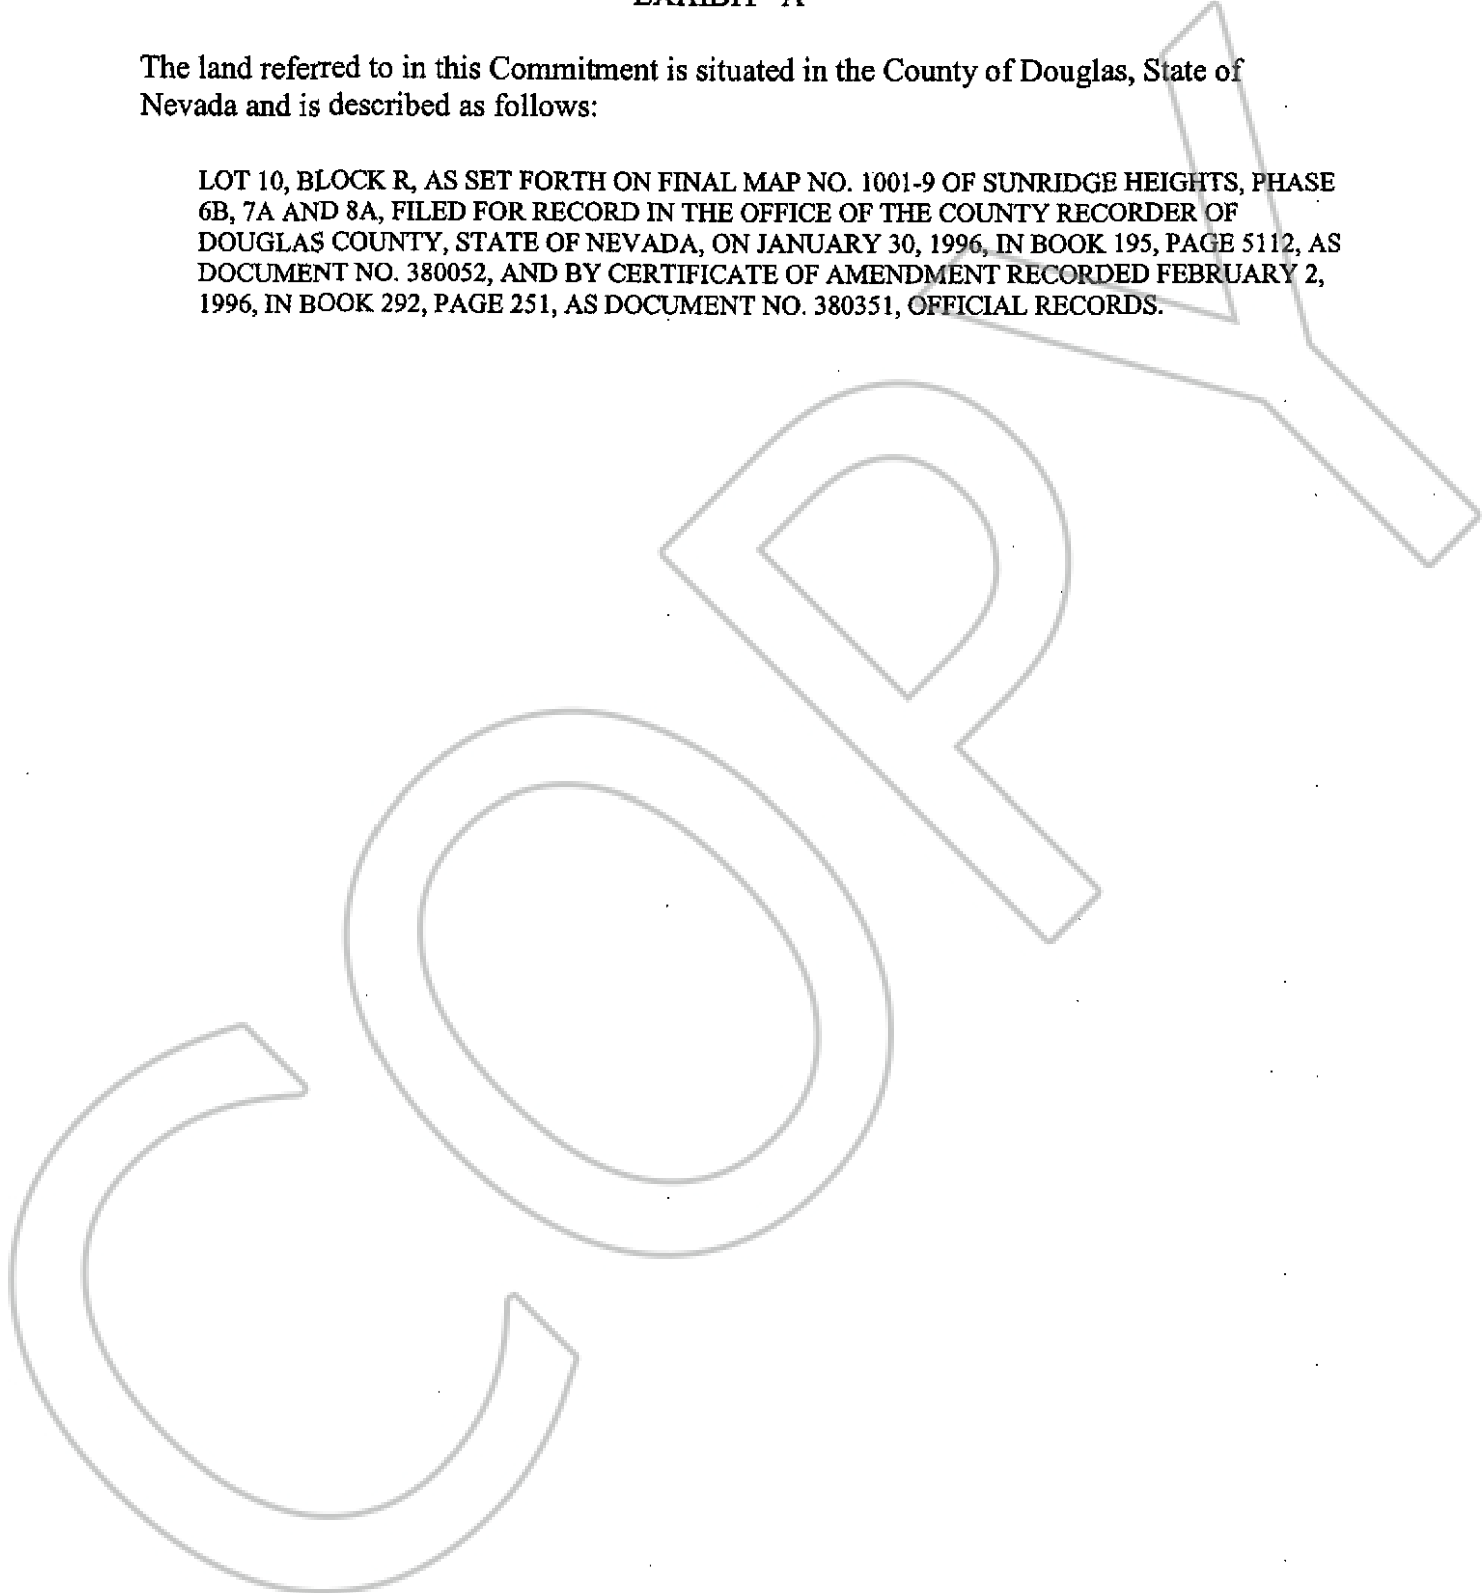 EXHIBIT "A"
The land referred to in this Commitment is situated in the County of Douglas, State of
Nevada and is described as follows:
LOT 10, BLOCK R, AS SET FORTH ON FINAL MAP NO. 1001-9 OF SUNRIDGE HEIGHTS, PHASE
6B, 7A AND 8A, FILED FOR RECORD IN THE OFFICE OF THE COUNTY RECORDER OF
DOUGLAS COUNTY, STATE OF NEVADA, ON JANUARY 30, 1996, IN BOOK 195, PAGE 5112, AS
DOCUMENT NO. 380052, AND BY CERTIFICATE OF AMENDMENT RECORDED FEBRUARY 2,
1996, IN BOOK 292, PAGE 251, AS DOCUMENT NO. 380351, OFFICIAL RECORDS.
COPY